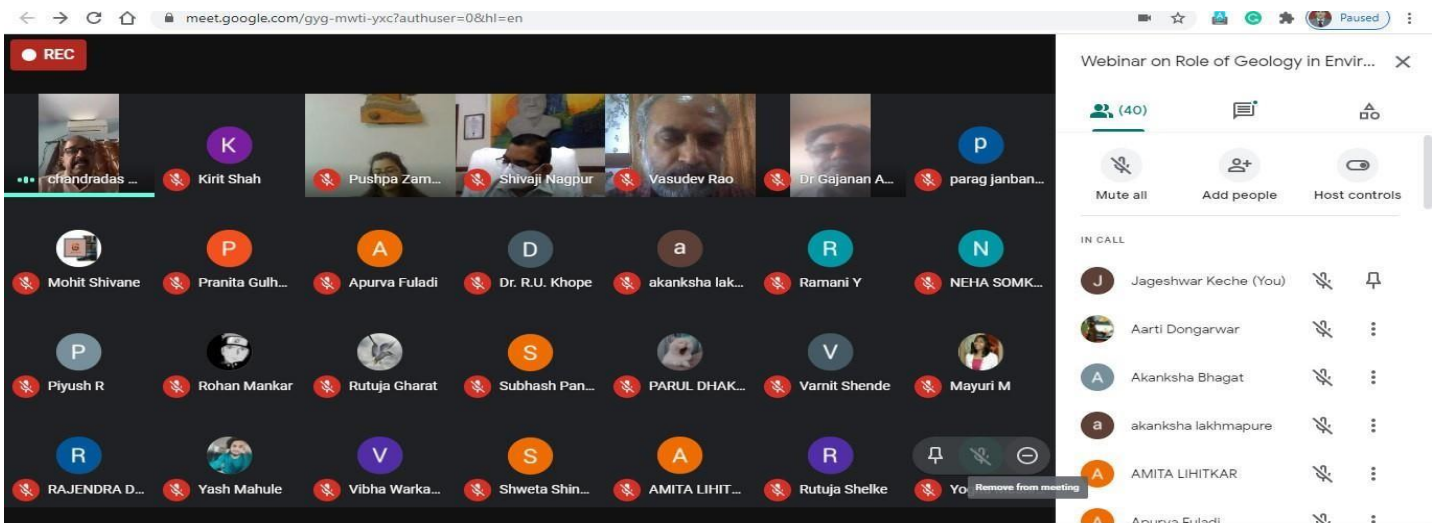 meet.google.com/gyg-mwti-yxc?authuser=0&hl=en
Paused
REC
Webinar on Role of Geology in Envir...
(40)
chandradas ...
K
Kirit Shah
Pushpa Zam...
Shivaji Nagpur
Vasudev Rao
Dr Gajanan A...
p
parag janban...
Mute all
Add people
Host controls
Mohit Shivane
P
Pranita Gulh...
A
Apurva Fuladi
D
Dr. R.U. Khope
a
akanksha lak...
R
Ramani Y
N
NEHA SOMK...
IN CALL
J
Jageshwar Keche (You)
Aarti Dongarwar
P
Piyush R
Rohan Mankar
Rutuja Gharat
S
Subhash Pan...
PARUL DHAK...
V
Varnit Shende
Mayuri M
A
Akanksha Bhagat
a
akanksha lakhmapure
R
RAJENDRA D...
Yash Mahule
V
Vibha Warka...
S
Shweta Shin...
A
AMITA LIHIT...
R
Rutuja Shelke
Remove from meeting
A
AMITA LIHITKAR
Apurva Fuladi